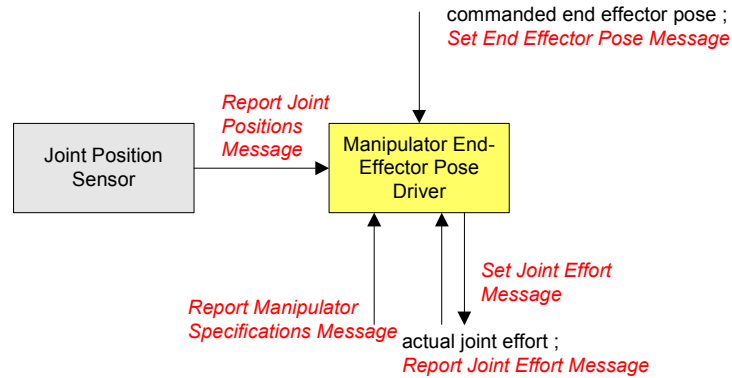 commanded end effector pose ;
Set End Effector Pose Message
Report Joint
Positions
Message
Joint Position
Sensor
Manipulator End-
Effector Pose
Driver
Set Joint Effort
Message
Report Manipulator
Specifications Message
actual joint effort ;
Report Joint Effort Message